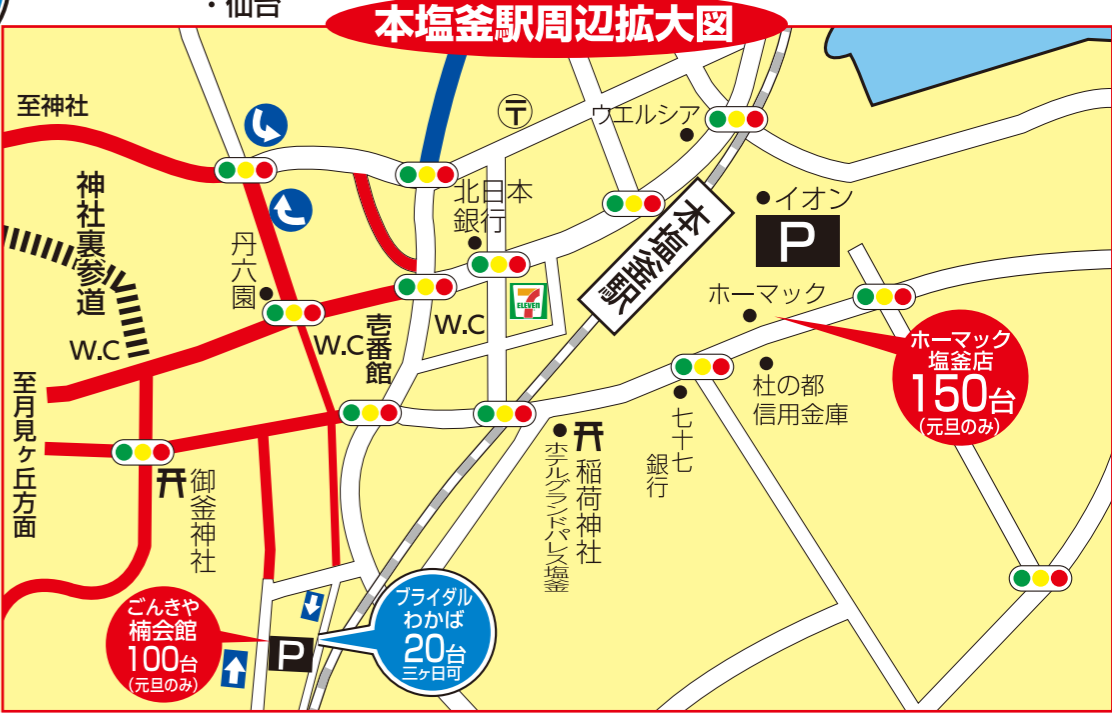 ・仙台
本塩釜駅周辺拡大図
至神社
神社裏参道
W.C
丹六園
W.C
壱番館
W.C
〒
北日本
銀行
7
ELEVEN
ウエルシア
本塩釜駅
イオン
P
ホーマック
ホーマック
塩釜店
150台
(元旦のみ)
杜の都
信用金庫
七十七
銀行
稲荷神社
ホテルグランドパレス塩釜
至月見ヶ丘方面
御釜神社
ごんきや
楠会館
100台
(元旦のみ)
P
ブライダル
わかば
20台
三ヶ日可